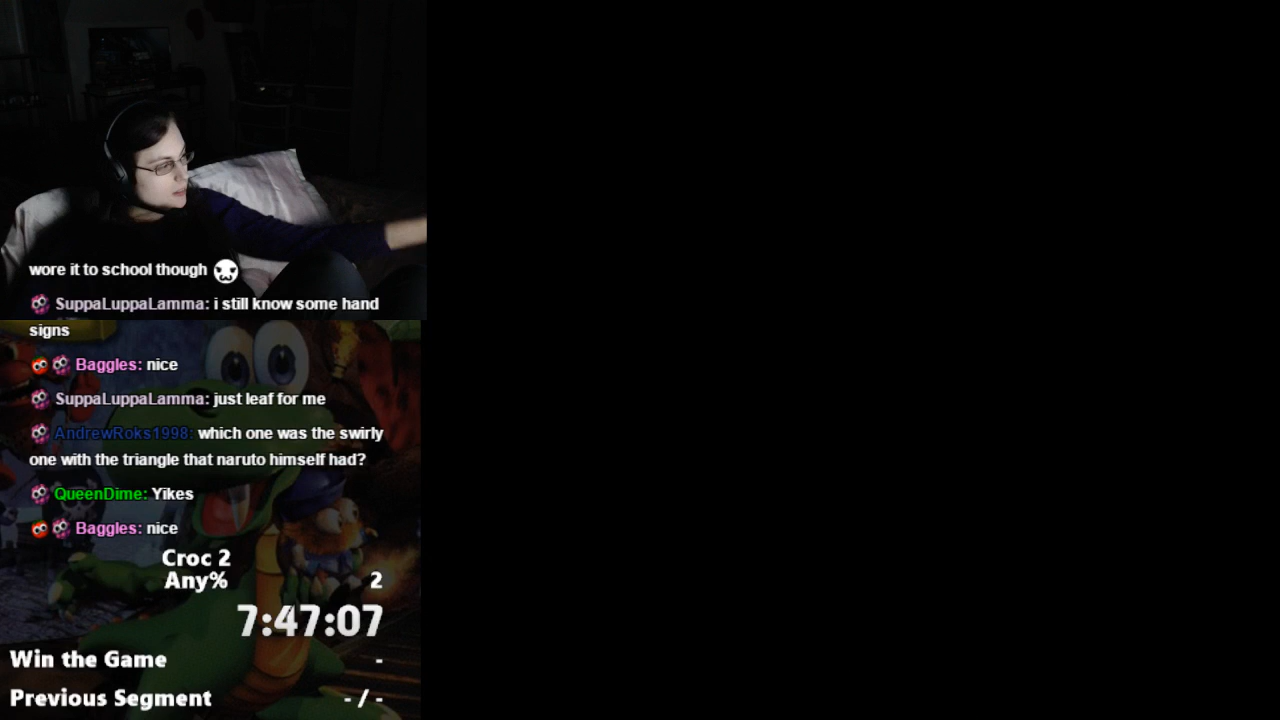 wore it to school though
SuppaLuppaLamma: i still know some hand
signs
Baggles: nice
SuppaLuppaLamma: just leaf for me
AndrewRoks1998: which one was the swirly
one with the triangle that naruto himself had?
QueenDime: Yikes
Baggles: nice
Croc 2
Any% 2
7:47:07
Win the Game -
Previous Segment - / -